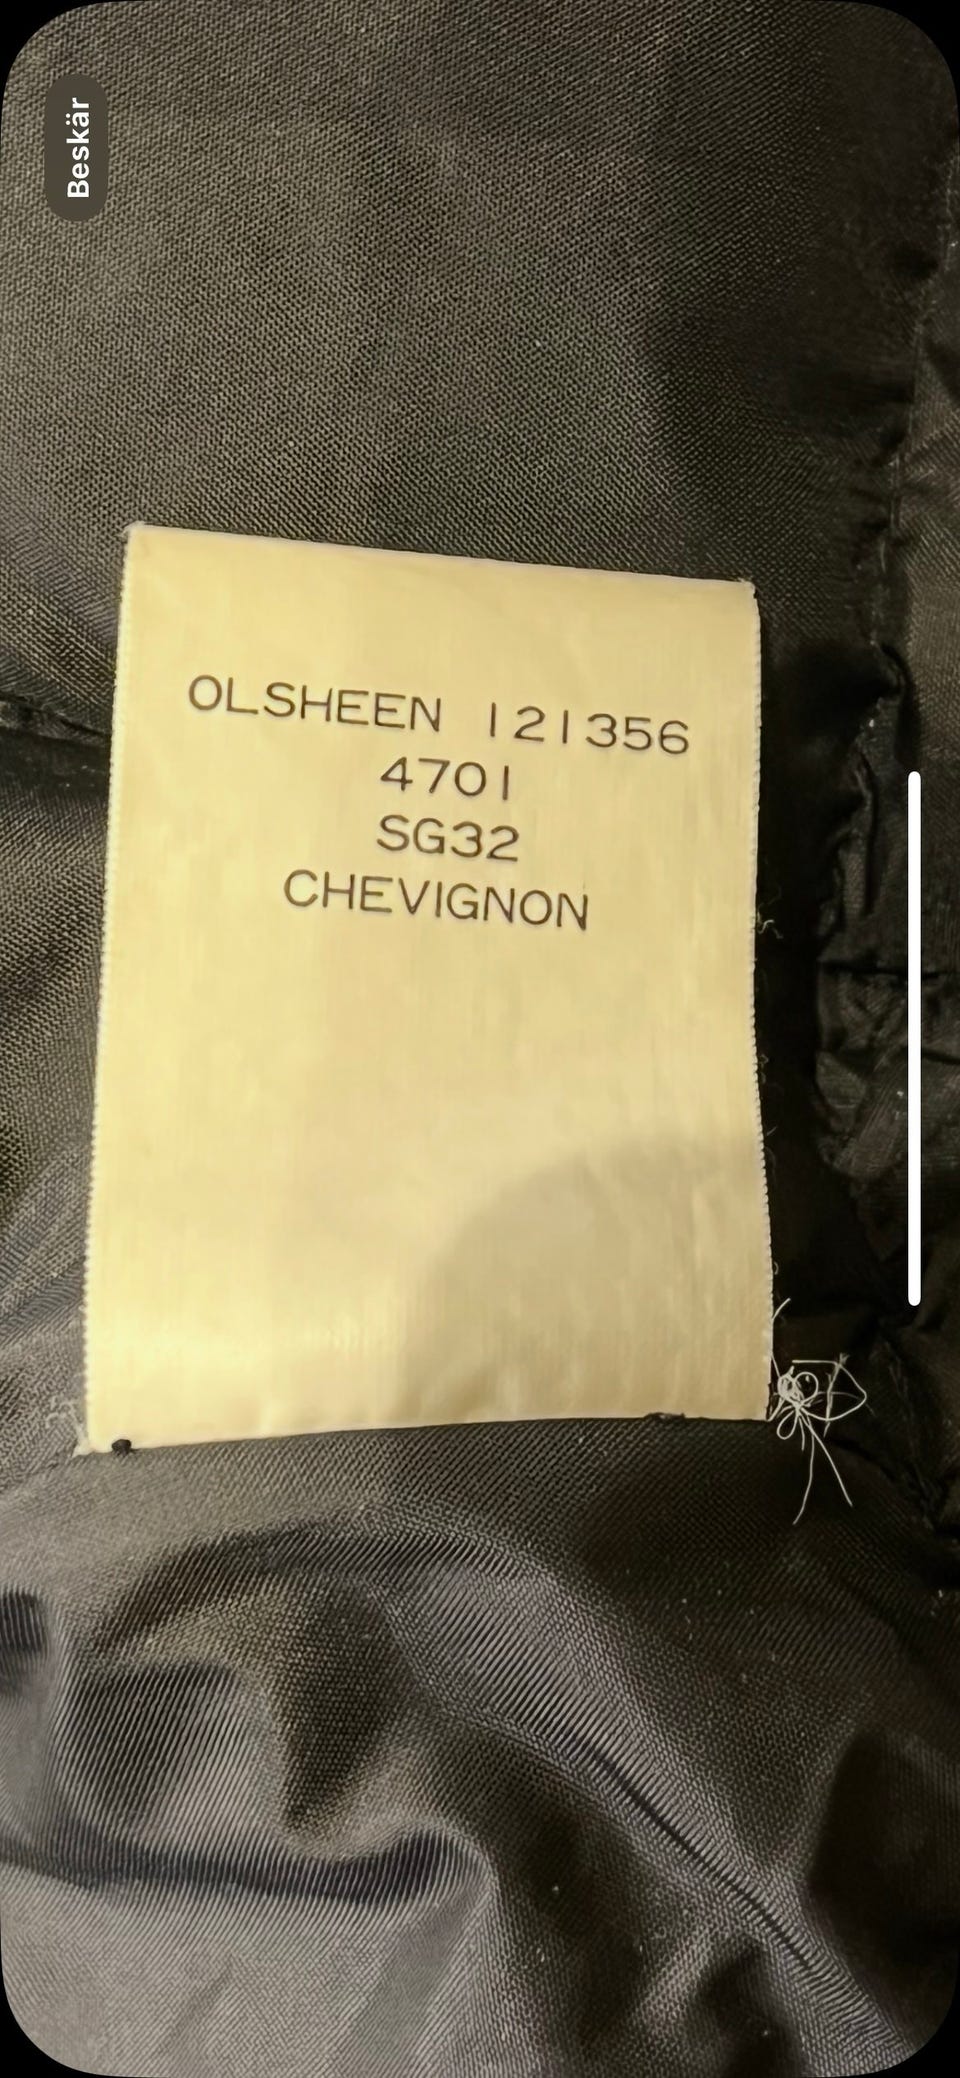 Beskär
OLSHEEN 121356
4701
SG32
CHEVIGNON